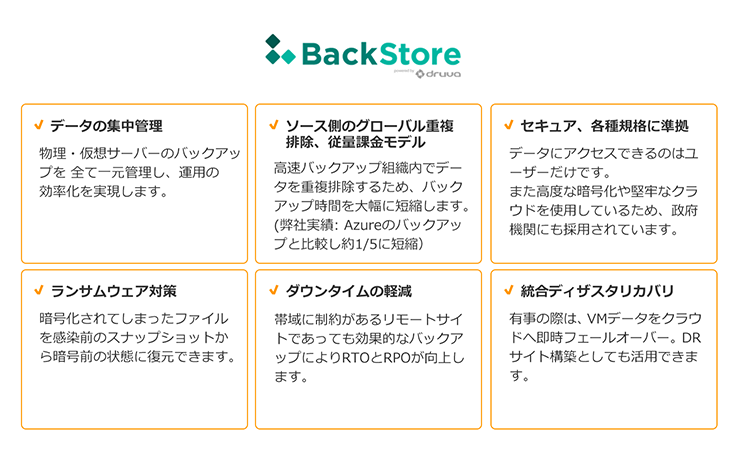 BackStore
powered by druva
データの集中管理
物理・仮想サーバーのバックアッ
プを 全て一元管理し、運用の
効率化を実現します。
ソース側のグローバル重複
排除、従量課金モデル
高速バックアップ組織内でデー
タを重複排除するため、バック
アップ時間を大幅に短縮します。
(弊社実績: Azureのバックアッ
プと比較し約1/5に短縮）
セキュア、各種規格に準拠
データにアクセスできるのはユ
ーザーだけです。
また高度な暗号化や堅牢なクラ
ウドを使用しているため、政府
機関にも採用されています。
ランサムウェア対策
暗号化されてしまったファイル
を感染前のスナップショットか
ら暗号前の状態に復元できます。
ダウンタイムの軽減
帯域に制約があるリモートサイ
トであっても効果的なバックア
ップによりRTOとRPOが向上し
ます。
統合ディザスタリカバリ
有事の際は、VMデータをクラウ
ドへ即時フェールオーバー。DR
サイト構築としても活用できま
す。